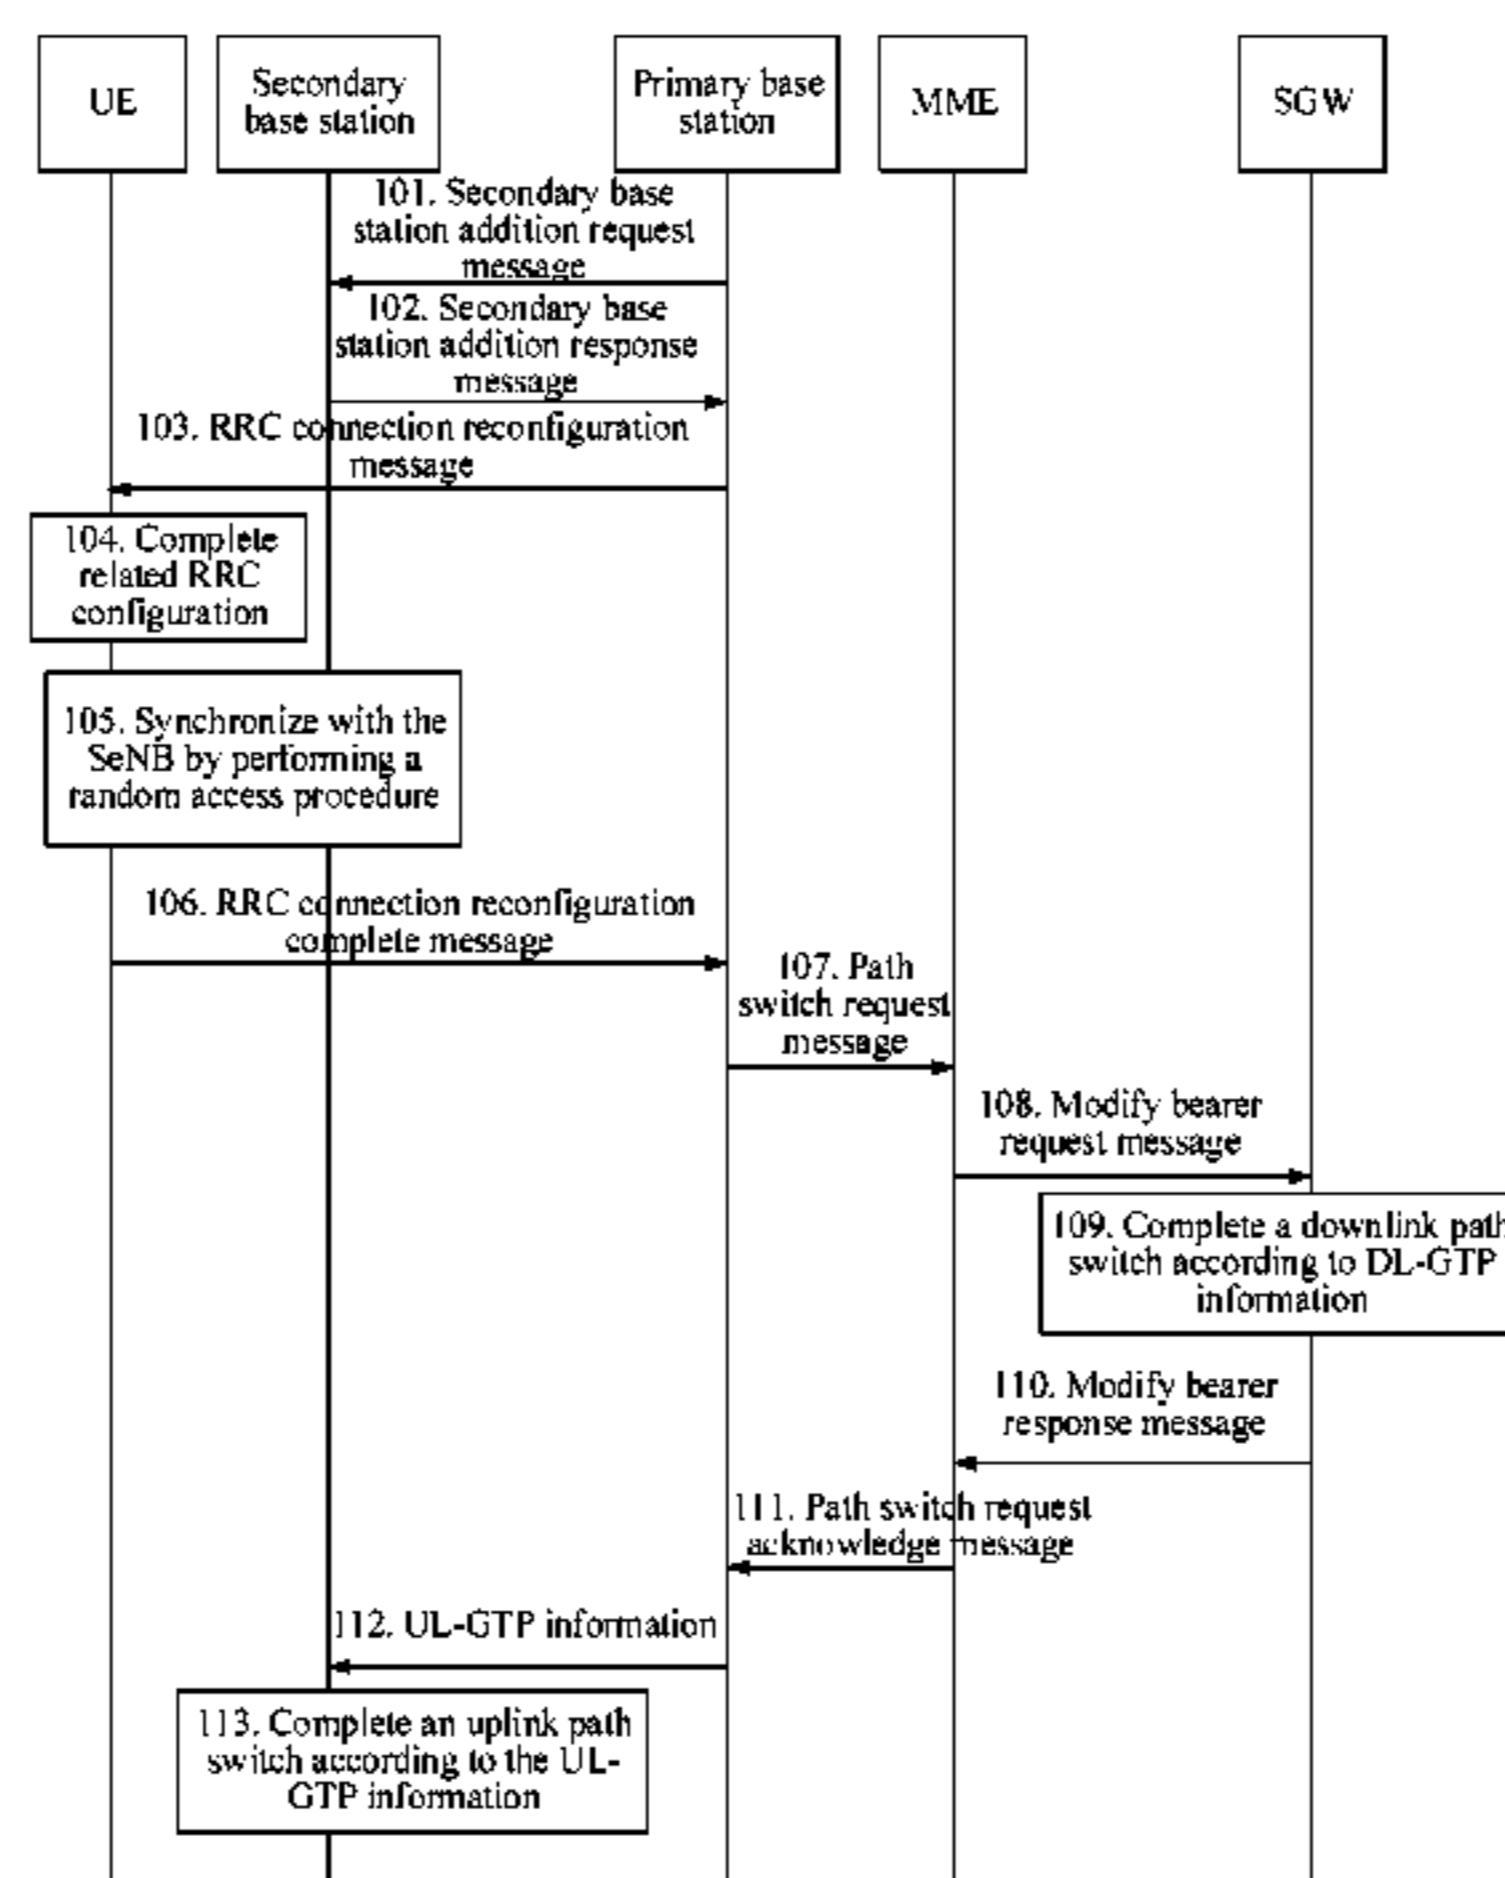 UE
Secondary
base station
Primary base
station
MME
SGW
101. Secondary base
station addition request
message
102. Secondary base
station addition response
message
103. RRC connection reconfiguration
message
104. Complete
related RRC
configuration
105. Synchronize with the
SeNB by performing a
random access procedure
106. RRC connection reconfiguration
complete message
107. Path
switch request
message
108. Modify bearer
request message
109. Complete a downlink path
switch according to DL-GTP
information
110. Modify bearer
response message
111. Path switch request
acknowledge message
112. UL-GTP information
113. Complete an uplink path
switch according to the UL-
GTP information